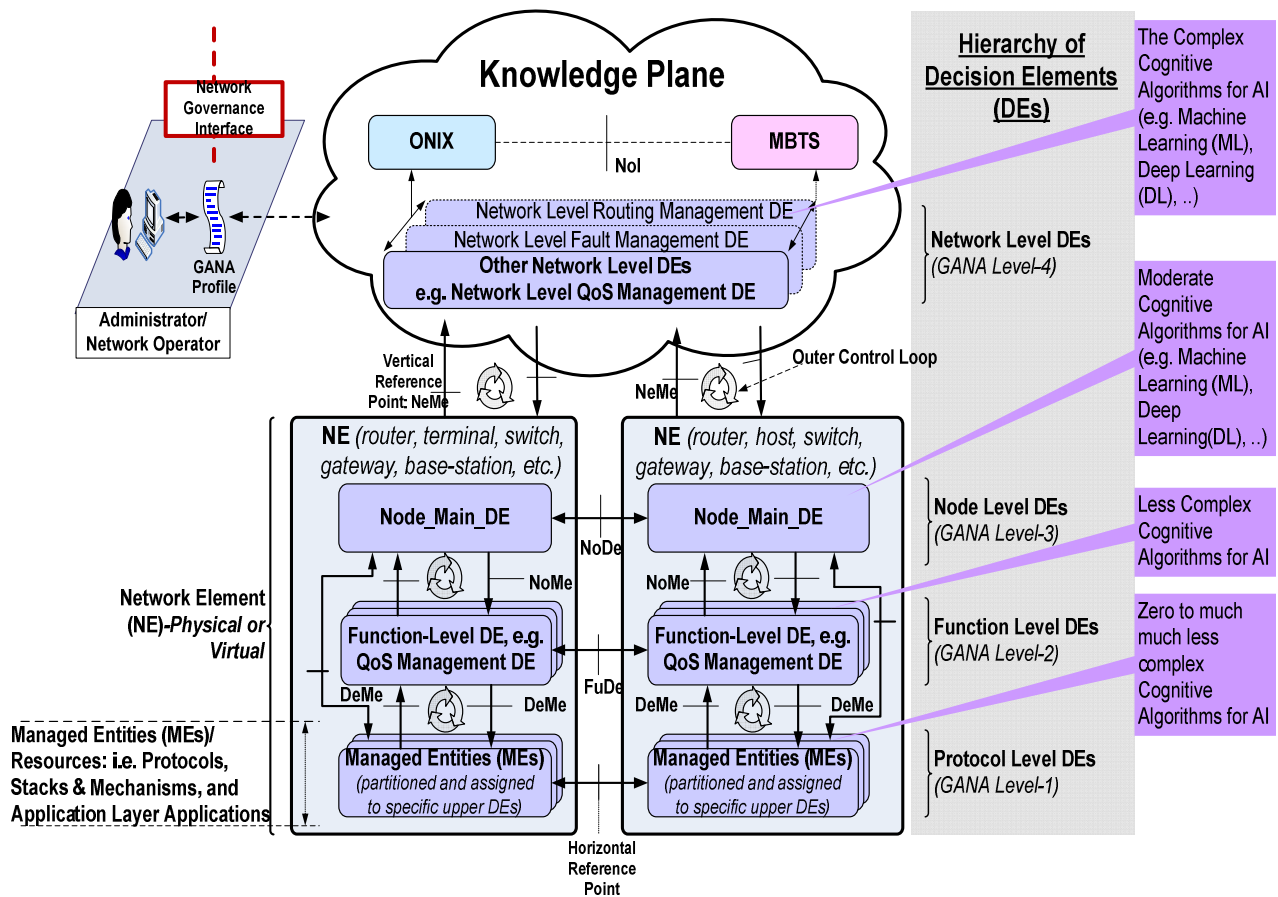 Network
Governance
Interface
GANA
Profile
Administrator/
Network Operator
Knowledge Plane
ONIX
MBTS
NoI
Network Level Routing Management DE
Network Level Fault Management DE
Other Network Level DEs
e.g. Network Level QoS Management DE
Vertical
Reference
Point: NeMe
NeMe
Outer Control Loop
NE (router, terminal, switch,
gateway, base-station, etc.)
NE (router, host, switch,
gateway, base-station, etc.)
Node_Main_DE
Node_Main_DE
NoDe
NoMe
NoMe
NoMe
Function-Level DE, e.g.
QoS Management DE
Function-Level DE, e.g.
QoS Management DE
FuDe
DeMe
DeMe
DeMe
DeMe
Managed Entities (MEs)
(partitioned and assigned
to specific upper DEs)
Managed Entities (MEs)
(partitioned and assigned
to specific upper DEs)
Horizontal
Reference
Point
Network Element
(NE)-Physical or
Virtual
Managed Entities (MEs)/
Resources: i.e. Protocols,
Stacks & Mechanisms, and
Application Layer Applications
Hierarchy of
Decision Elements
(DEs)
Network Level DEs
(GANA Level-4)
Node Level DEs
(GANA Level-3)
Function Level DEs
(GANA Level-2)
Protocol Level DEs
(GANA Level-1)
The Complex
Cognitive
Algorithms for AI
(e.g. Machine
Learning (ML),
Deep Learning
(DL), ..)
Moderate
Cognitive
Algorithms for AI
(e.g. Machine
Learning (ML),
Deep
Learning(DL), ..)
Less Complex
Cognitive
Algorithms for AI
Zero to much
much less
complex
Cognitive
Algorithms for AI